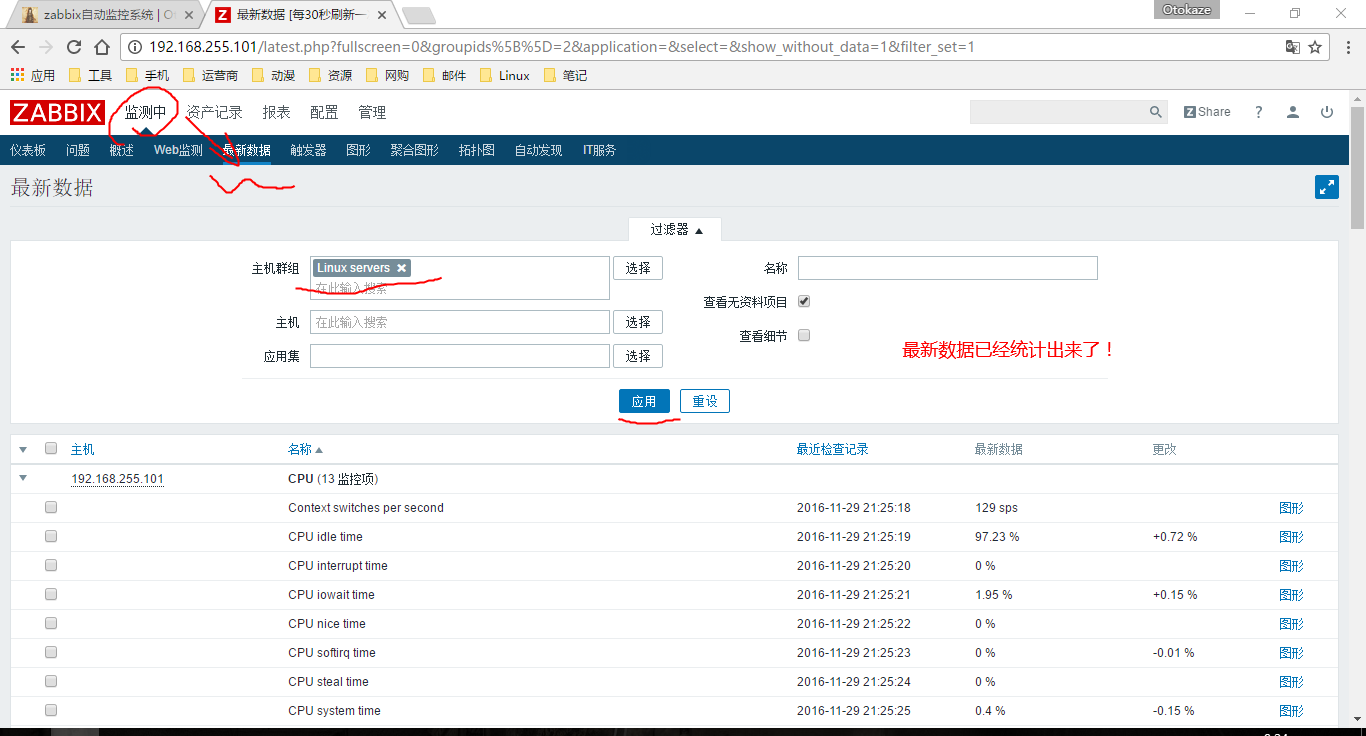 zabbix自动监控系统 | O
最新数据 [每30秒刷新一
Otokaze
192.168.255.101/latest.php?fullscreen=0&groupids%5B%5D=2&application=&select=&show_without_data=1&filter_set=1
应用 工具 手机 运营商 动漫 资源 网购 邮件 Linux 笔记
ZABBIX 监测中 资产记录 报表 配置 管理 Z Share ?
仪表板 问题 概述 Web监测 最新数据 触发器 图形 聚合图形 拓扑图 自动发现 IT服务
最新数据
过滤器
主机群组 Linux servers 选择 名称
在此输入搜索
查看无资料项目
主机 在此输入搜索 选择
查看细节
最新数据已经统计出来了！
应用集 选择
应用 重设
主机 名称 最近检查记录 最新数据 更改
192.168.255.101 CPU (13 监控项)
Context switches per second 2016-11-29 21:25:18 129 sps 图形
CPU idle time 2016-11-29 21:25:19 97.23 % +0.72 % 图形
CPU interrupt time 2016-11-29 21:25:20 0 % 图形
CPU iowait time 2016-11-29 21:25:21 1.95 % +0.15 % 图形
CPU nice time 2016-11-29 21:25:22 0 % 图形
CPU softirq time 2016-11-29 21:25:23 0 % -0.01 % 图形
CPU steal time 2016-11-29 21:25:24 0 % 图形
CPU system time 2016-11-29 21:25:25 0.4 % -0.15 % 图形